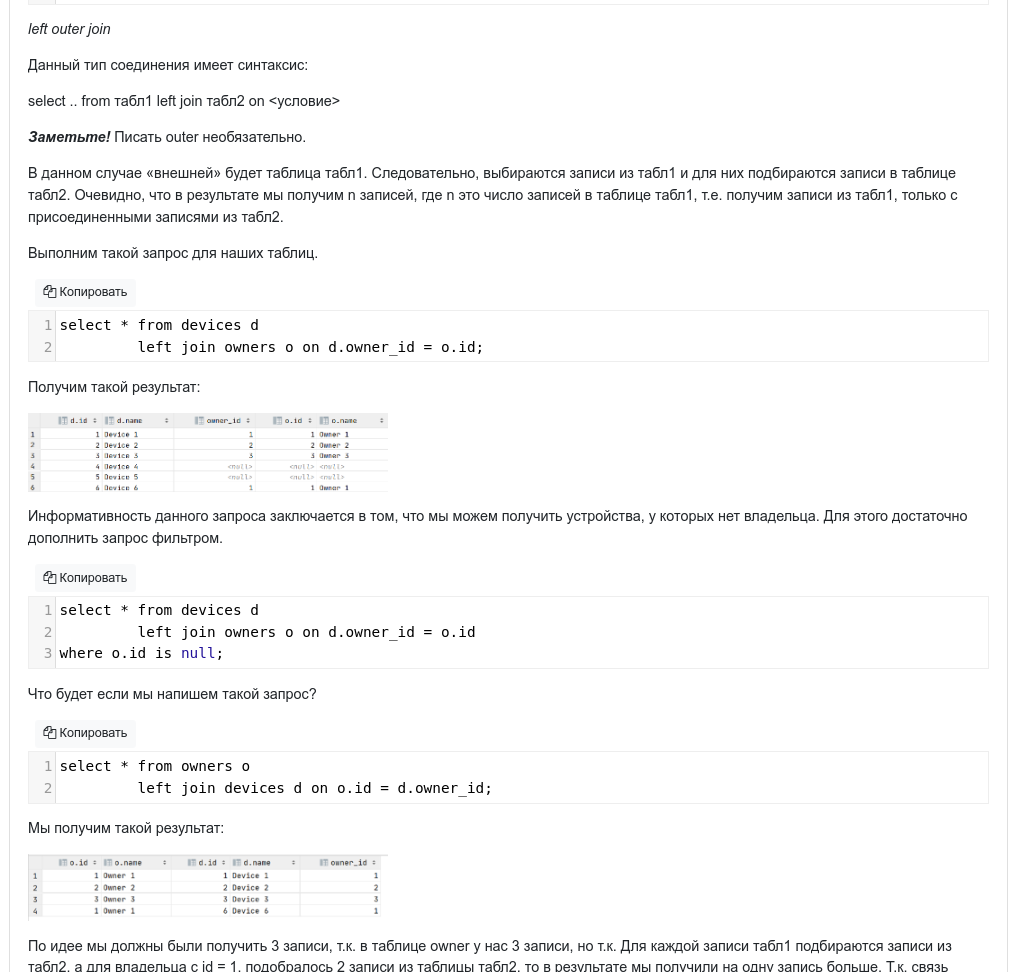 left outer join
Данный тип соединения имеет синтаксис:
select .. from табл1 left join табл2 on <условие>
Заметьте! Писать outer необязательно.
В данном случае «внешней» будет таблица табл1. Следовательно, выбираются записи из табл1 и для них подбираются записи в таблице
табл2. Очевидно, что в результате мы получим n записей, где n это число записей в таблице табл1, т.е. получим записи из табл1, только с
присоединенными записями из табл2.
Выполним такой запрос для наших таблиц.
Копировать
1 select * from devices d
2 left join owners o on d.owner_id = o.id;
Получим такой результат:
d.id d.name owner_id o.id o.name
1 1 Device 1 1 1 Owner 1
2 2 Device 2 2 2 Owner 2
3 3 Device 3 3 3 Owner 3
4 4 Device 4 <null> <null> <null>
5 5 Device 5 <null> <null> <null>
6 6 Device 6 1 1 Owner 1
Информативность данного запроса заключается в том, что мы можем получить устройства, у которых нет владельца. Для этого достаточно
дополнить запрос фильтром.
Копировать
1 select * from devices d
2 left join owners o on d.owner_id = o.id
3 where o.id is null;
Что будет если мы напишем такой запрос?
Копировать
1 select * from owners o
2 left join devices d on o.id = d.owner_id;
Мы получим такой результат:
o.id o.name d.id d.name owner_id
1 1 Owner 1 1 Device 1 1
2 2 Owner 2 2 Device 2 2
3 3 Owner 3 3 Device 3 3
4 1 Owner 1 6 Device 6 1
По идее мы должны были получить 3 записи, т.к. в таблице owner у нас 3 записи, но т.к. Для каждой записи табл1 подбираются записи из
табл2, а для владельца с id = 1, подобралось 2 записи из таблицы табл2, то в результате мы получили на одну запись больше. Т.к. связь